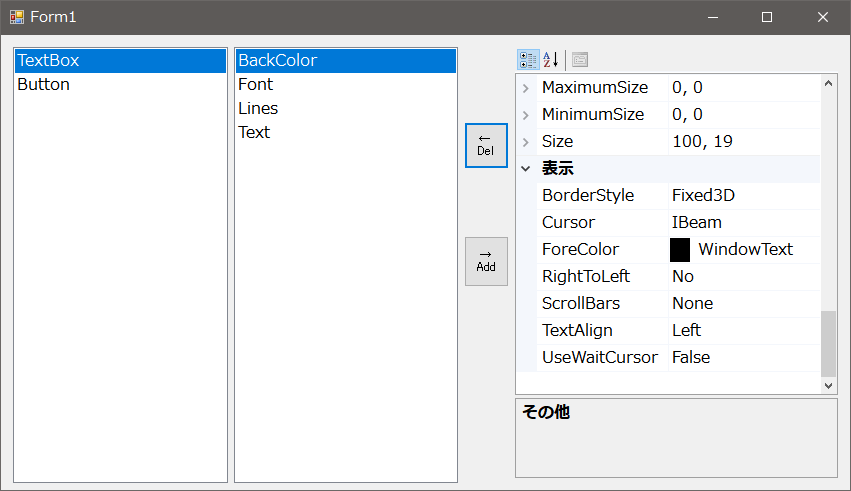 Form1
TextBox
Button
BackColor
Font
Lines
Text
←
Del
→
Add
MaximumSize 0, 0
MinimumSize 0, 0
Size 100, 19
表示
BorderStyle Fixed3D
Cursor IBeam
ForeColor WindowText
RightToLeft No
ScrollBars None
TextAlign Left
UseWaitCursor False
その他